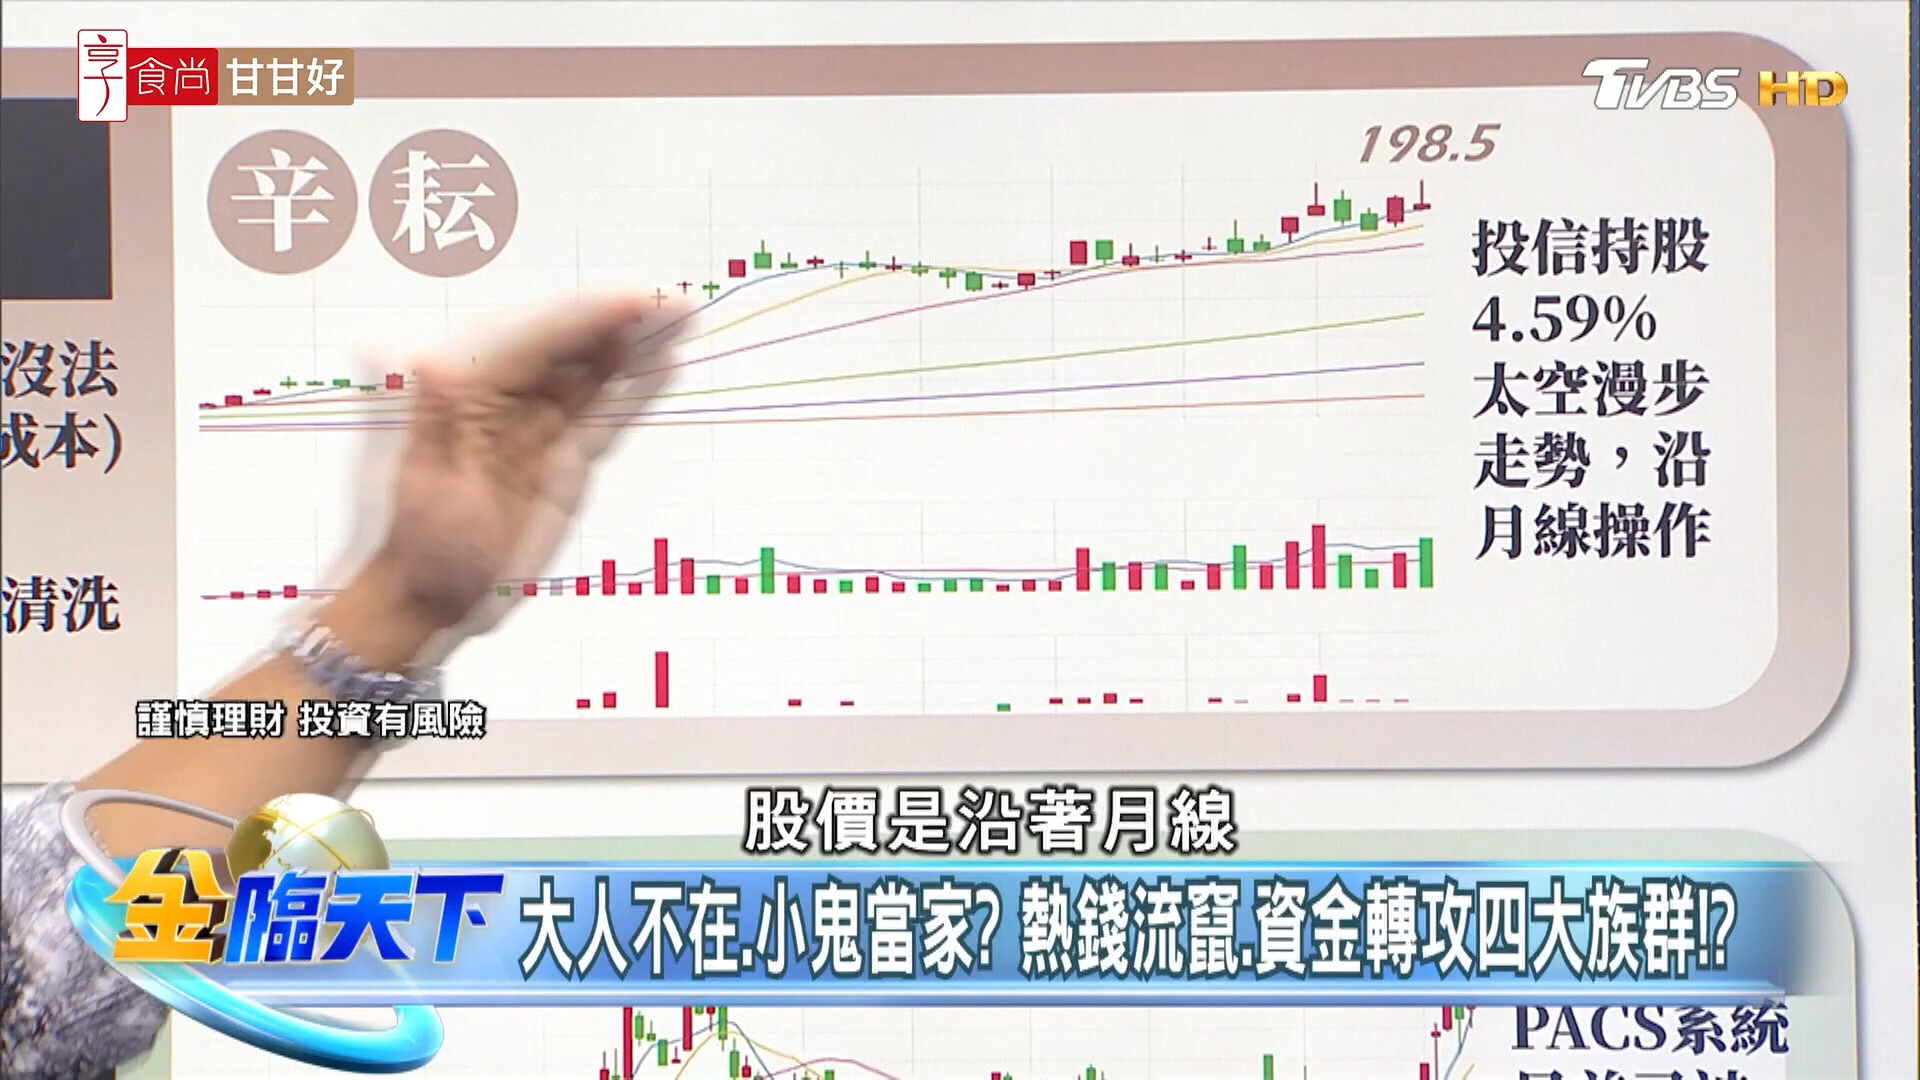 享食尚 甘甘好
TVBS HD
辛耘
198.5
投信持股
4.59%
太空漫步
走勢，沿
月線操作
沒法
成本)
清洗
謹慎理財 投資有風險
股價是沿著月線
金臨天下
大人不在.小鬼當家? 熱錢流竄.資金轉攻四大族群!?
PACS系統